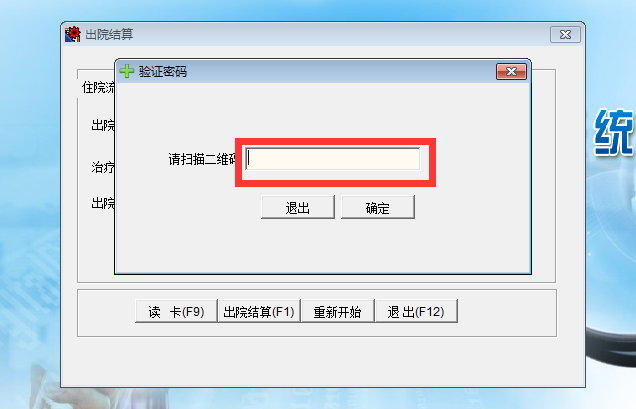 出院结算
验证密码
住院流
出院
治疗
出院
请扫描二维码
退出
确定
读 卡(F9)
出院结算(F1)
重新开始
退 出(F12)
统